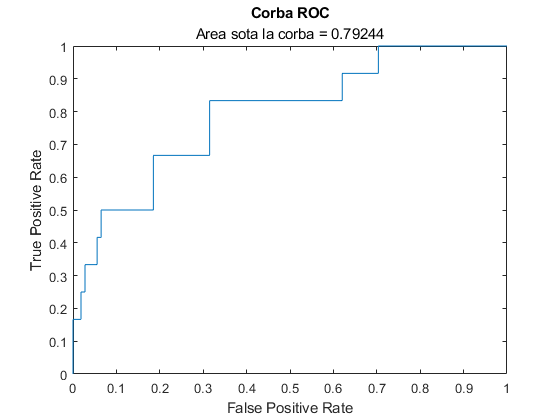 Corba ROC
Area sota la corba = 0.79244
1
0.9
0.8
0.7
0.6
0.5
0.4
0.3
0.2
0.1
0
True Positive Rate
0 0.1 0.2 0.3 0.4 0.5 0.6 0.7 0.8 0.9 1
False Positive Rate